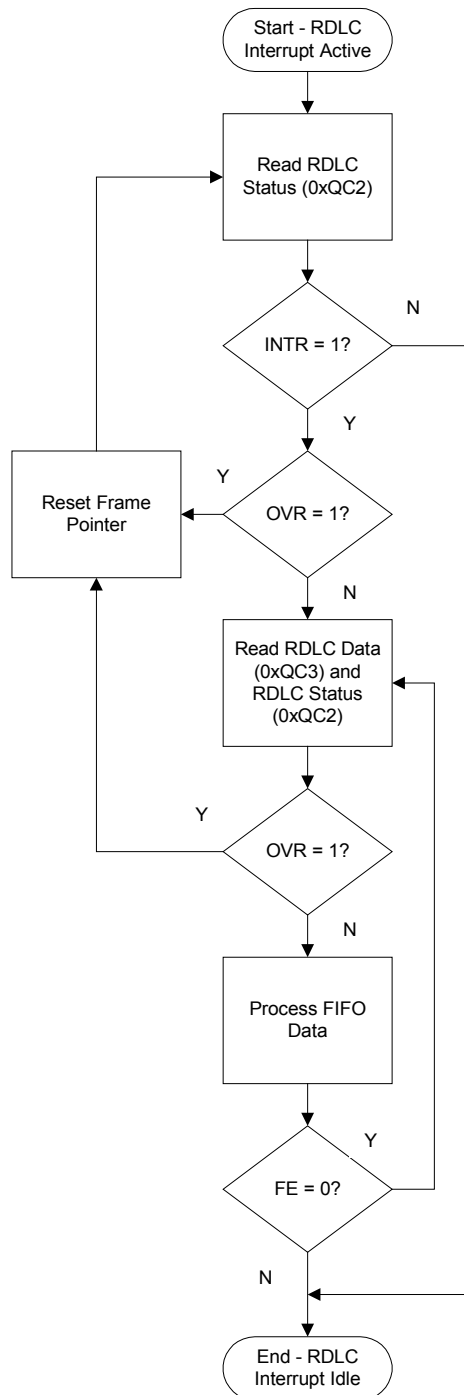 Start - RDLC
Interrupt Active
Read RDLC
Status (0xQC2)
N
INTR = 1?
Y
Reset Frame
Pointer
Y
OVR = 1?
N
Read RDLC Data
(0xQC3) and
RDLC Status
(0xQC2)
Y
OVR = 1?
N
Process FIFO
Data
Y
FE = 0?
N
End - RDLC
Interrupt Idle